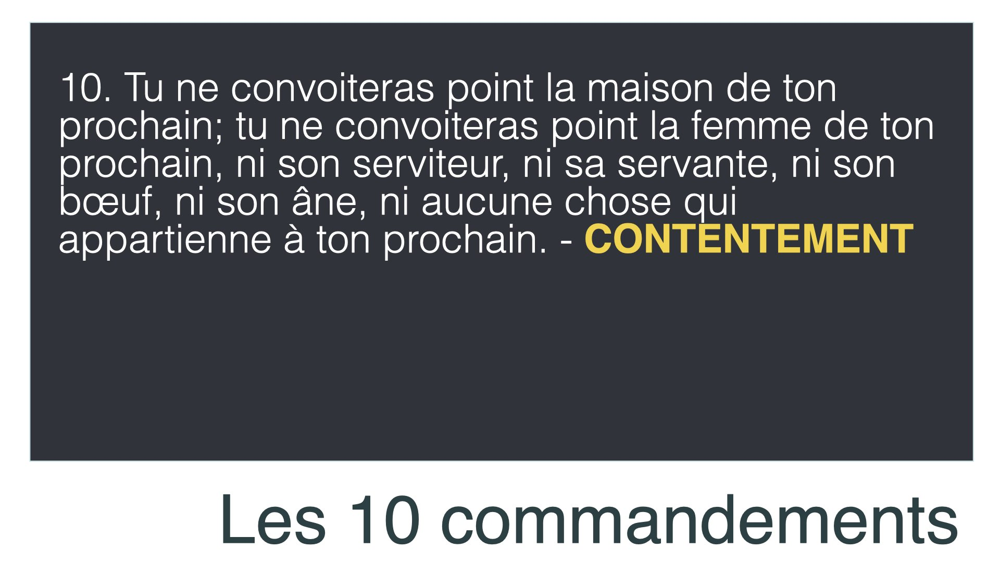 10. Tu ne convoiteras point la maison de ton
prochain; tu ne convoiteras point la femme de ton
prochain, ni son serviteur, ni sa servante, ni son
bœuf, ni son âne, ni aucune chose qui
appartienne à ton prochain. - CONTENTEMENT
Les 10 commandements